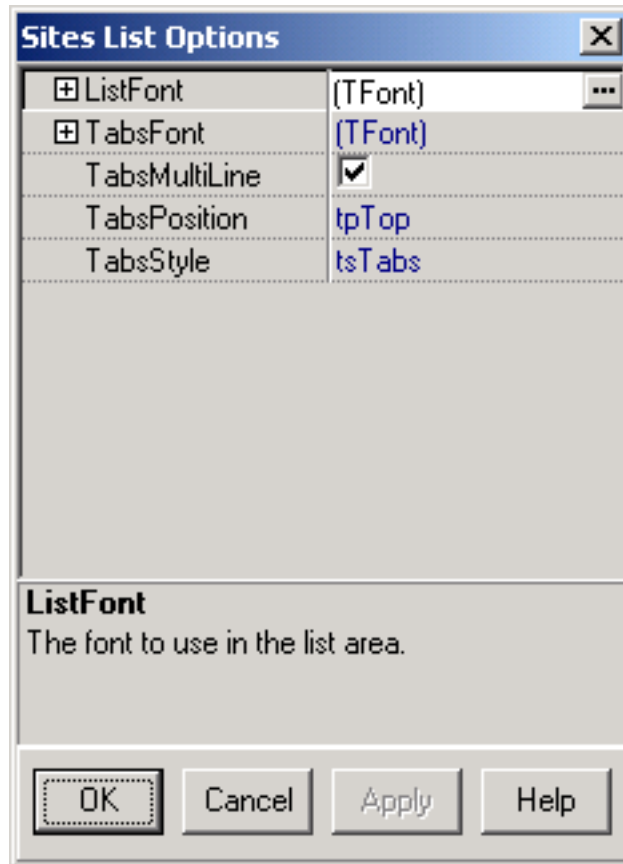 Sites List Options
ListFont (TFont) ...
TabsFont (TFont)
TabsMultiLine
TabsPosition tpTop
TabsStyle tsTabs
ListFont
The font to use in the list area.
OK Cancel Apply Help